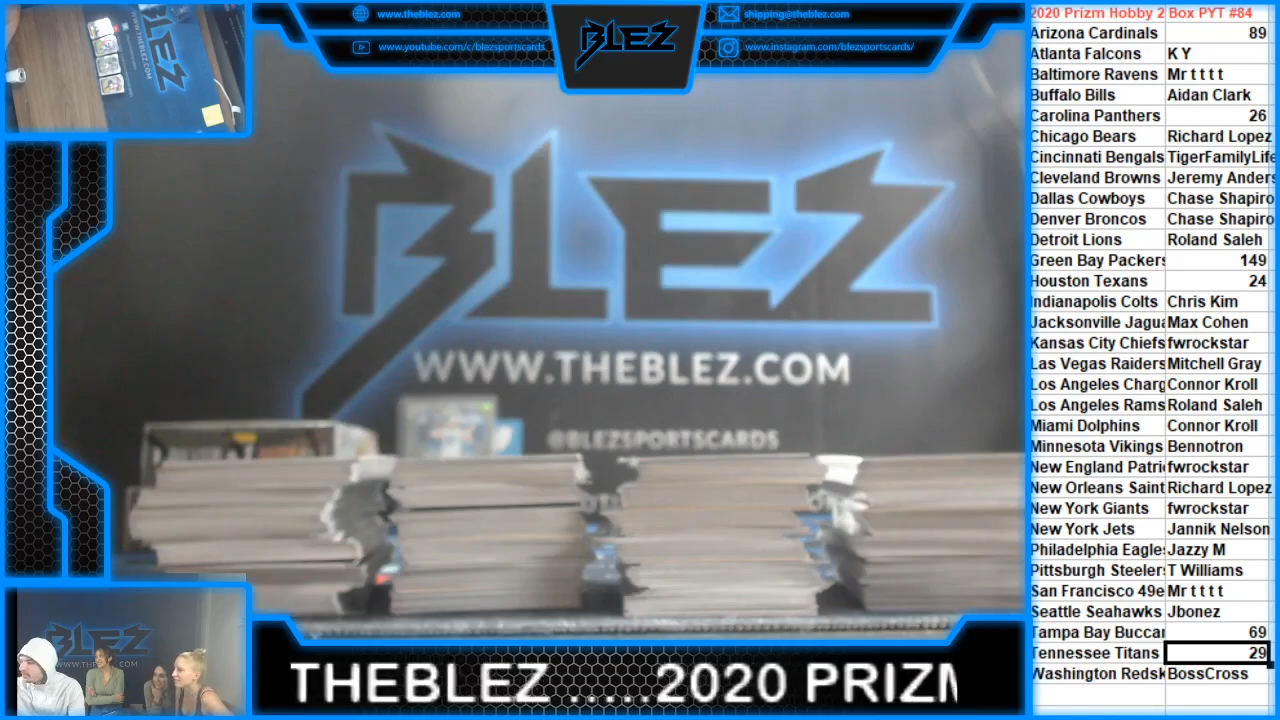 www.theblez.com
www.youtube.com/c/blezsportscards
BLEZ
shipping@theblez.com
www.instagram.com/blezsportscards/
BLEZ
WWW.THEBLEZ.COM
@BLEZSPORTSCARDS
BLEZ
BLEZ
THEBLEZ .....2020 PRIZM
2020 Prizm Hobby 2 Box PYT #84
Arizona Cardinals 89
Atlanta Falcons K Y
Baltimore Ravens Mr t t t t
Buffalo Bills Aidan Clark
Carolina Panthers 26
Chicago Bears Richard Lopez
Cincinnati Bengals TigerFamilyLife
Cleveland Browns Jeremy Anders
Dallas Cowboys Chase Shapiro
Denver Broncos Chase Shapiro
Detroit Lions Roland Saleh
Green Bay Packers 149
Houston Texans 24
Indianapolis Colts Chris Kim
Jacksonville Jagua Max Cohen
Kansas City Chiefs fwrockstar
Las Vegas Raiders Mitchell Gray
Los Angeles Charg Connor Kroll
Los Angeles Rams Roland Saleh
Miami Dolphins Connor Kroll
Minnesota Vikings Bennotron
New England Patri fwrockstar
New Orleans Saint Richard Lopez
New York Giants fwrockstar
New York Jets Jannik Nelson
Philadelphia Eagle Jazzy M
Pittsburgh Steelers T Williams
San Francisco 49e Mr t t t t
Seattle Seahawks Jbonez
Tampa Bay Buccar 69
Tennessee Titans 29
Washington Redsk BossCross